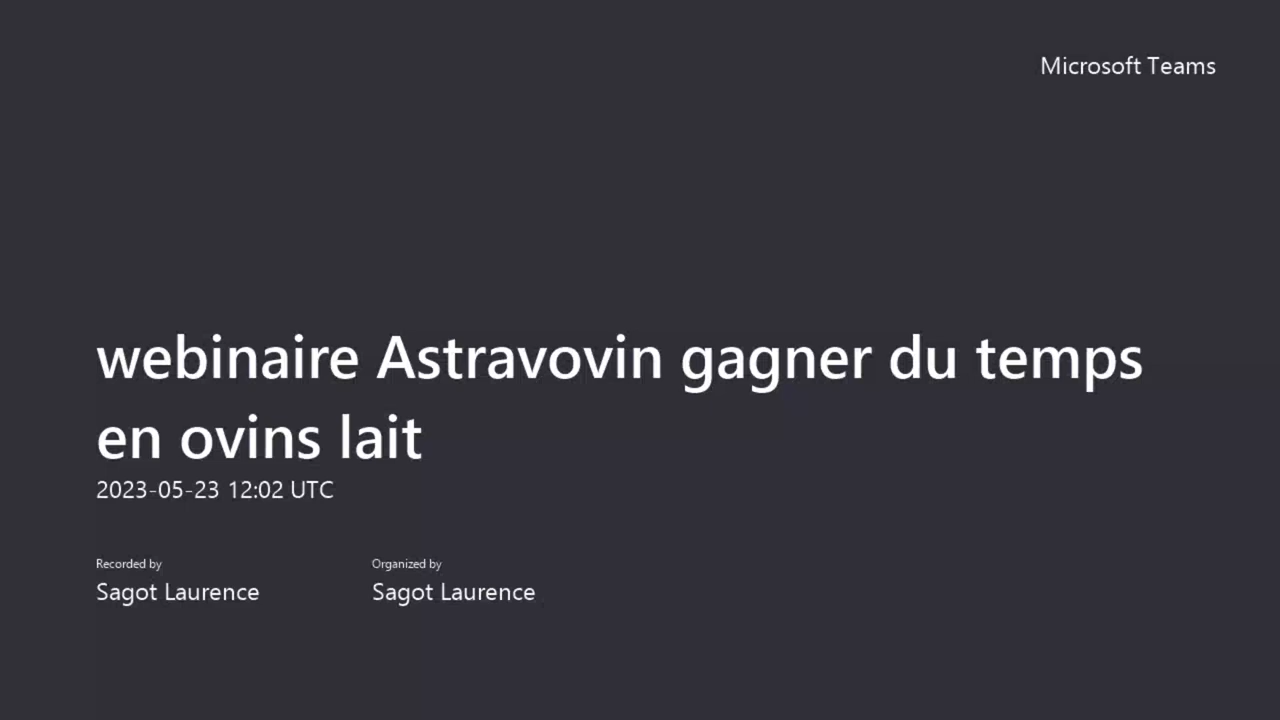 Microsoft Teams
webinaire Astravovin gagner du temps
en ovins lait
2023-05-23 12:02 UTC
Recorded by
Sagot Laurence
Organized by
Sagot Laurence